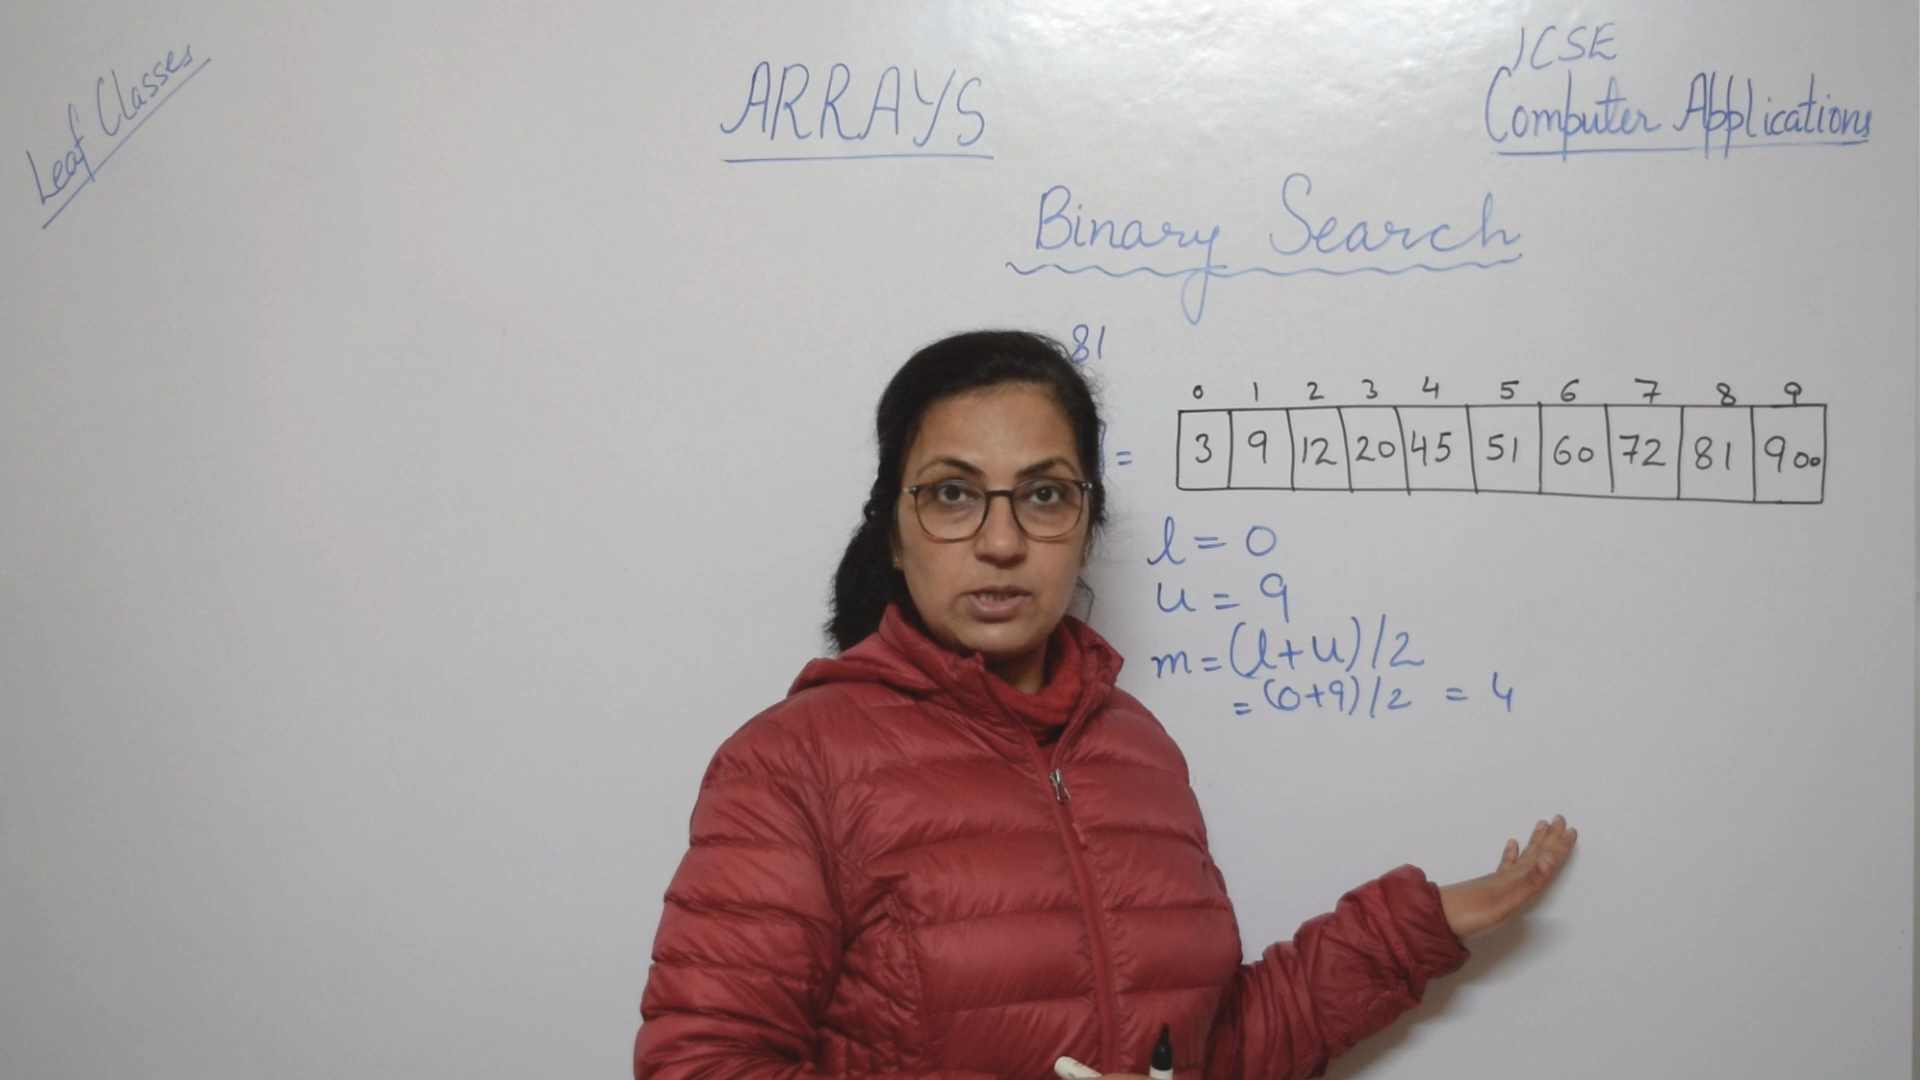 Leaf Classes
ARRAYS
ICSE
Computer Applications
Binary Search
81
0 1 2 3 4 5 6 7 8 9
= 3 9 12 20 45 51 60 72 81 900
l = 0
u = 9
m = (l+u)/2
= (0+9)/2 = 4